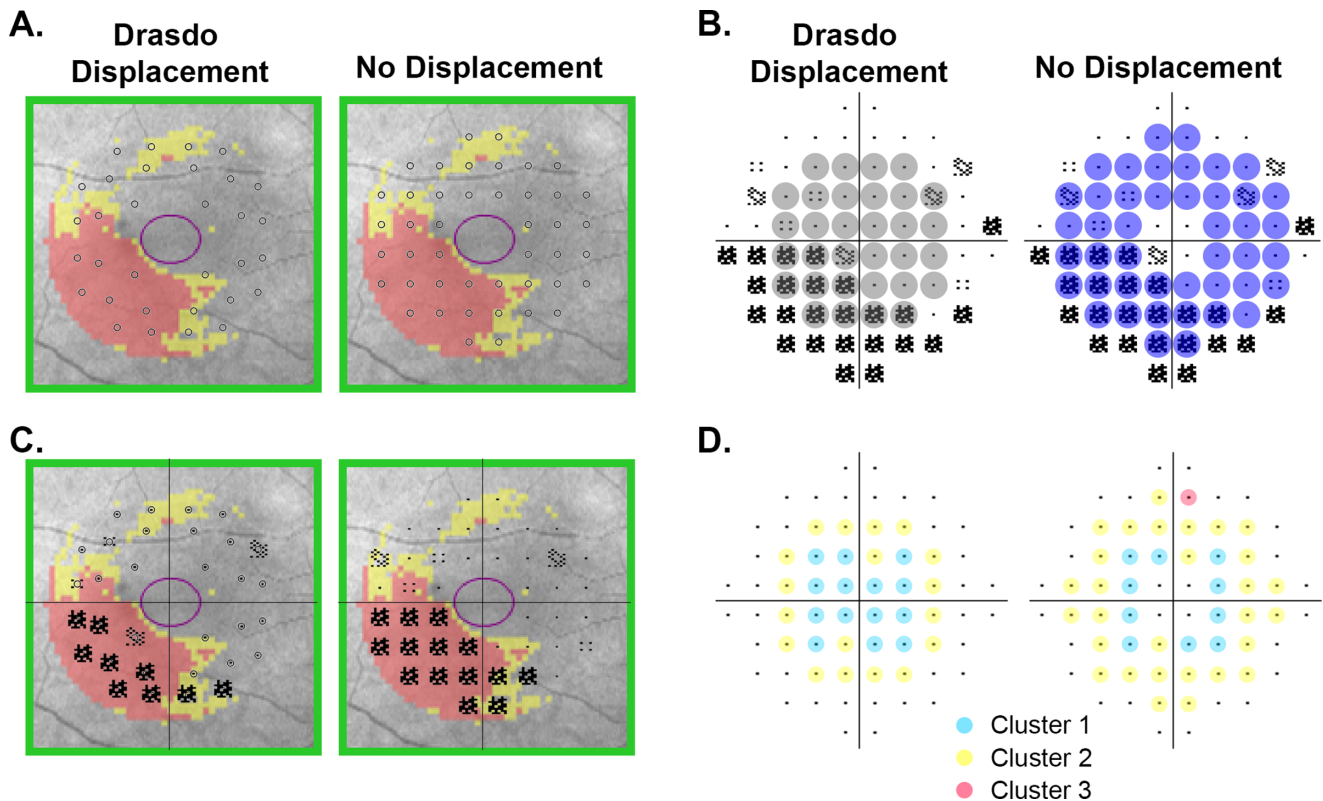 A.
Drasdo
Displacement
No Displacement
B.
Drasdo
Displacement
No Displacement
C.
D.
Cluster 1
Cluster 2
Cluster 3